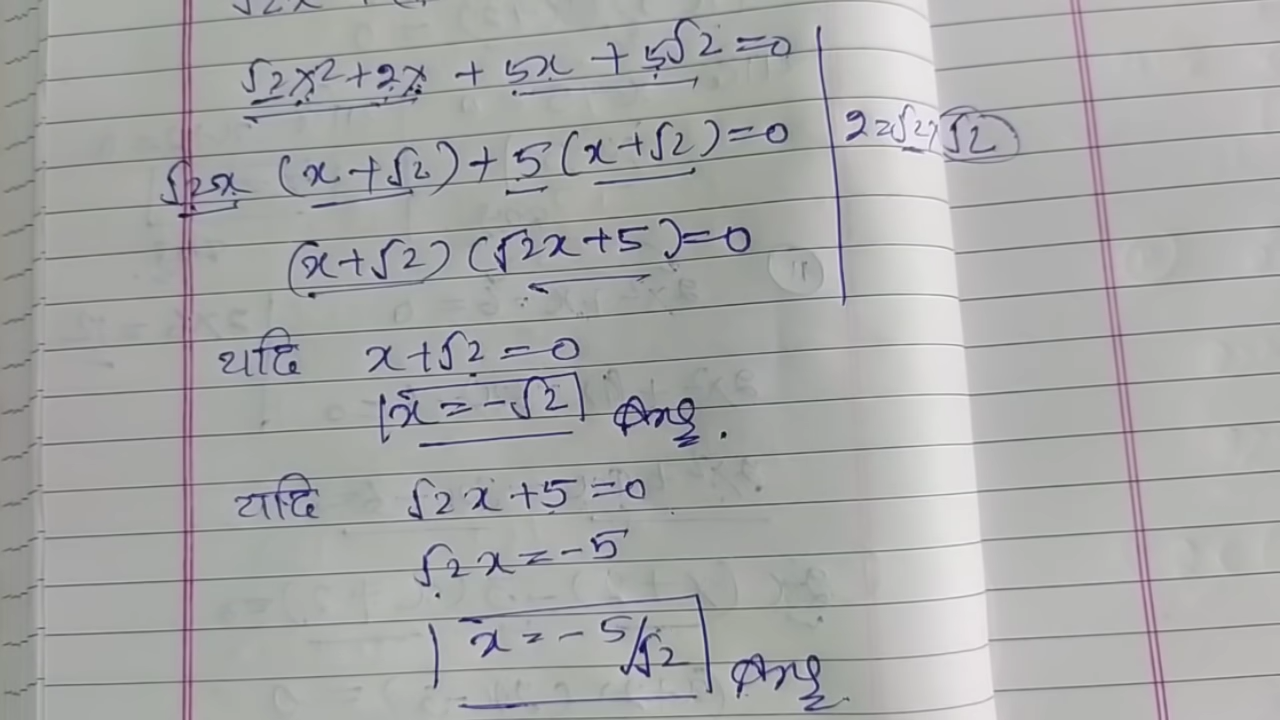 √2x²+2x + 5x + 5√2 = 0
√2x (x+√2) + 5 (x+√2) = 0
2=√2×√2
(x+√2) (√2x+5) = 0
यदि x+√2 = 0
x = -√2 Ans.
यदि √2x+5 = 0
√2x = -5
x = -5/√2 Ans